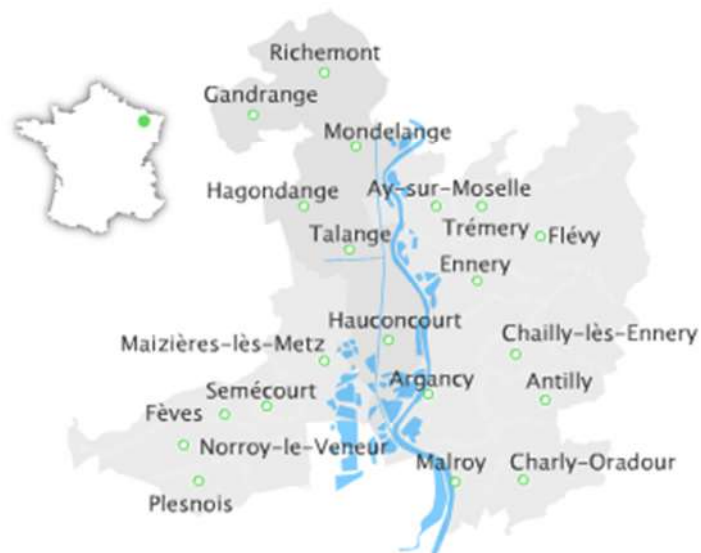 Richemont
Gandrange
Mondelange
Hagondange
Ay-sur-Moselle
Talange
Trémery
Flévy
Ennery
Hauconcourt
Maizières-lès-Metz
Chailly-lès-Ennery
Semécourt
Argancy
Antilly
Fèves
Norroy-le-Veneur
Malroy
Charly-Oradour
Plesnois